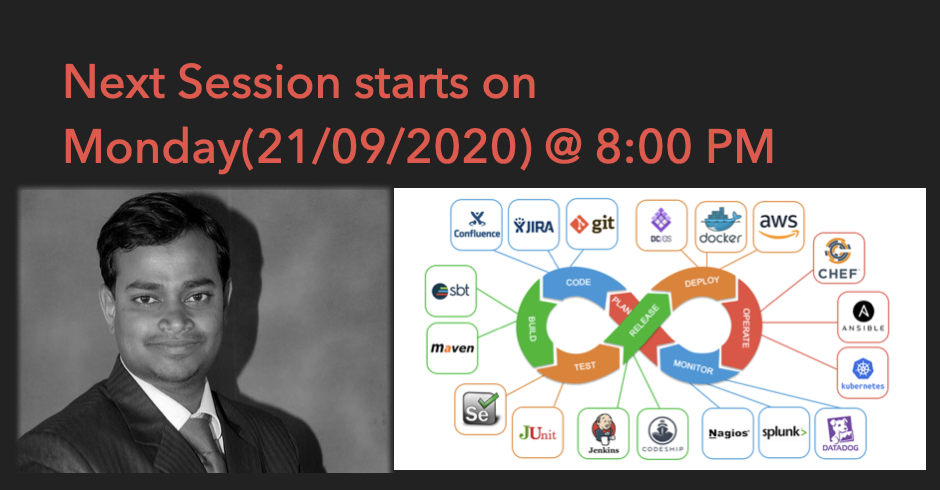 Next Session starts on
Monday(21/09/2020) @ 8:00 PM
Confluence
JIRA
git
DC/OS
docker
aws
CHEF
sbt
CODE
DEPLOY
PLAN
RELEASE
BUILD
OPERATE
ANSIBLE
maven
TEST
MONITOR
kubernetes
Se
JUnit
Jenkins
CODESHIP
Nagios
splunk>
DATADOG